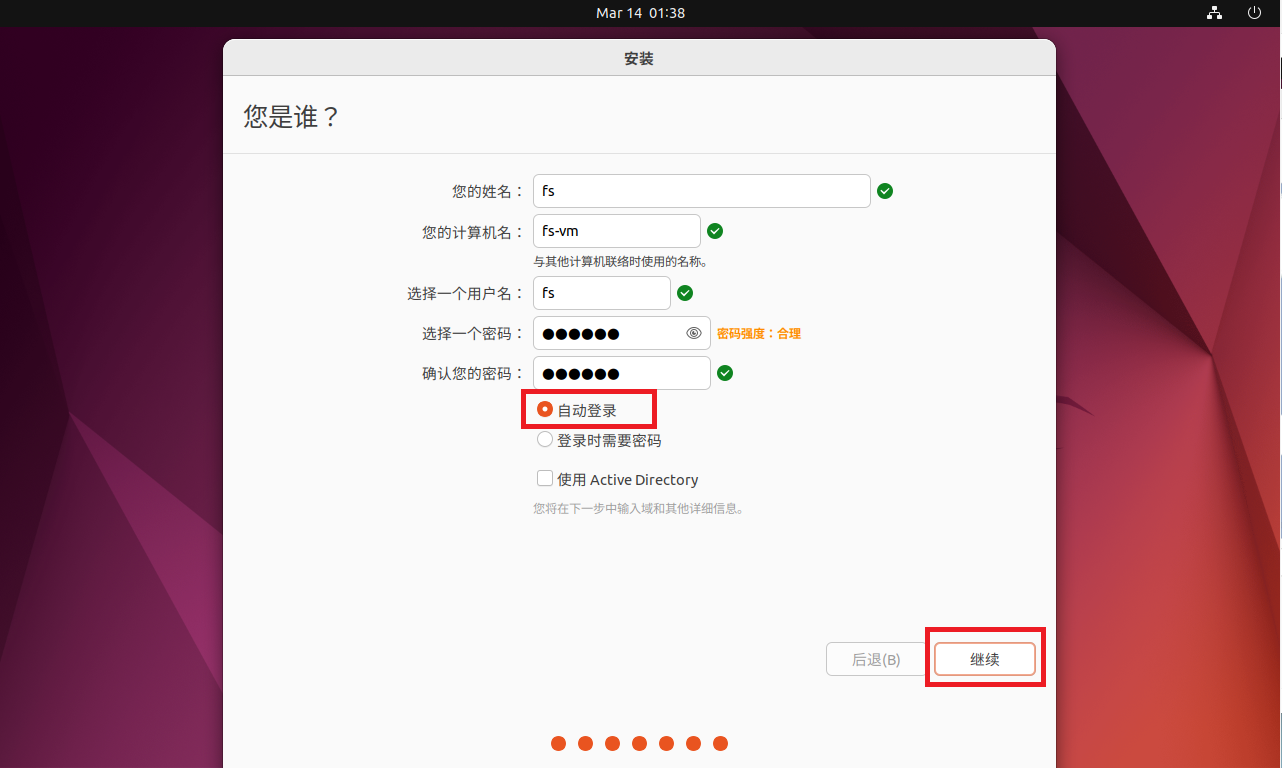 Mar 14 01:38
安装
您是谁？
您的姓名： fs
您的计算机名： fs-vm
与其他计算机联络时使用的名称。
选择一个用户名： fs
选择一个密码： ●●●●●● 密码强度：合理
确认您的密码： ●●●●●●
自动登录
登录时需要密码
使用 Active Directory
您将在下一步中输入域和其他详细信息。
后退(B) 继续